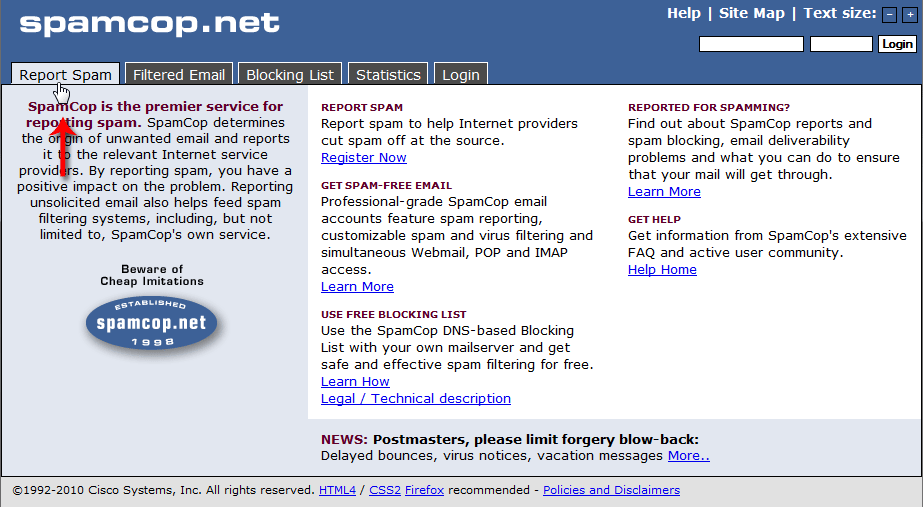 spamcop.net
Help | Site Map | Text size: - +
Login
Report Spam
Filtered Email
Blocking List
Statistics
Login
SpamCop is the premier service for
reporting spam. SpamCop determines
the origin of unwanted email and reports
it to the relevant Internet service
providers. By reporting spam, you have a
positive impact on the problem. Reporting
unsolicited email also helps feed spam
filtering systems, including, but not
limited to, SpamCop's own service.
Beware of
Cheap Imitations
ESTABLISHED
spamcop.net
1998
REPORT SPAM
Report spam to help Internet providers
cut spam off at the source.
Register Now
GET SPAM-FREE EMAIL
Professional-grade SpamCop email
accounts feature spam reporting,
customizable spam and virus filtering and
simultaneous Webmail, POP and IMAP
access.
Learn More
USE FREE BLOCKING LIST
Use the SpamCop DNS-based Blocking
List with your own mailserver and get
safe and effective spam filtering for free.
Learn How
Legal / Technical description
REPORTED FOR SPAMMING?
Find out about SpamCop reports and
spam blocking, email deliverability
problems and what you can do to ensure
that your mail will get through.
Learn More
GET HELP
Get information from SpamCop's extensive
FAQ and active user community.
Help Home
NEWS: Postmasters, please limit forgery blow-back:
Delayed bounces, virus notices, vacation messages More..
©1992-2010 Cisco Systems, Inc. All rights reserved. HTML4 / CSS2 Firefox recommended - Policies and Disclaimers